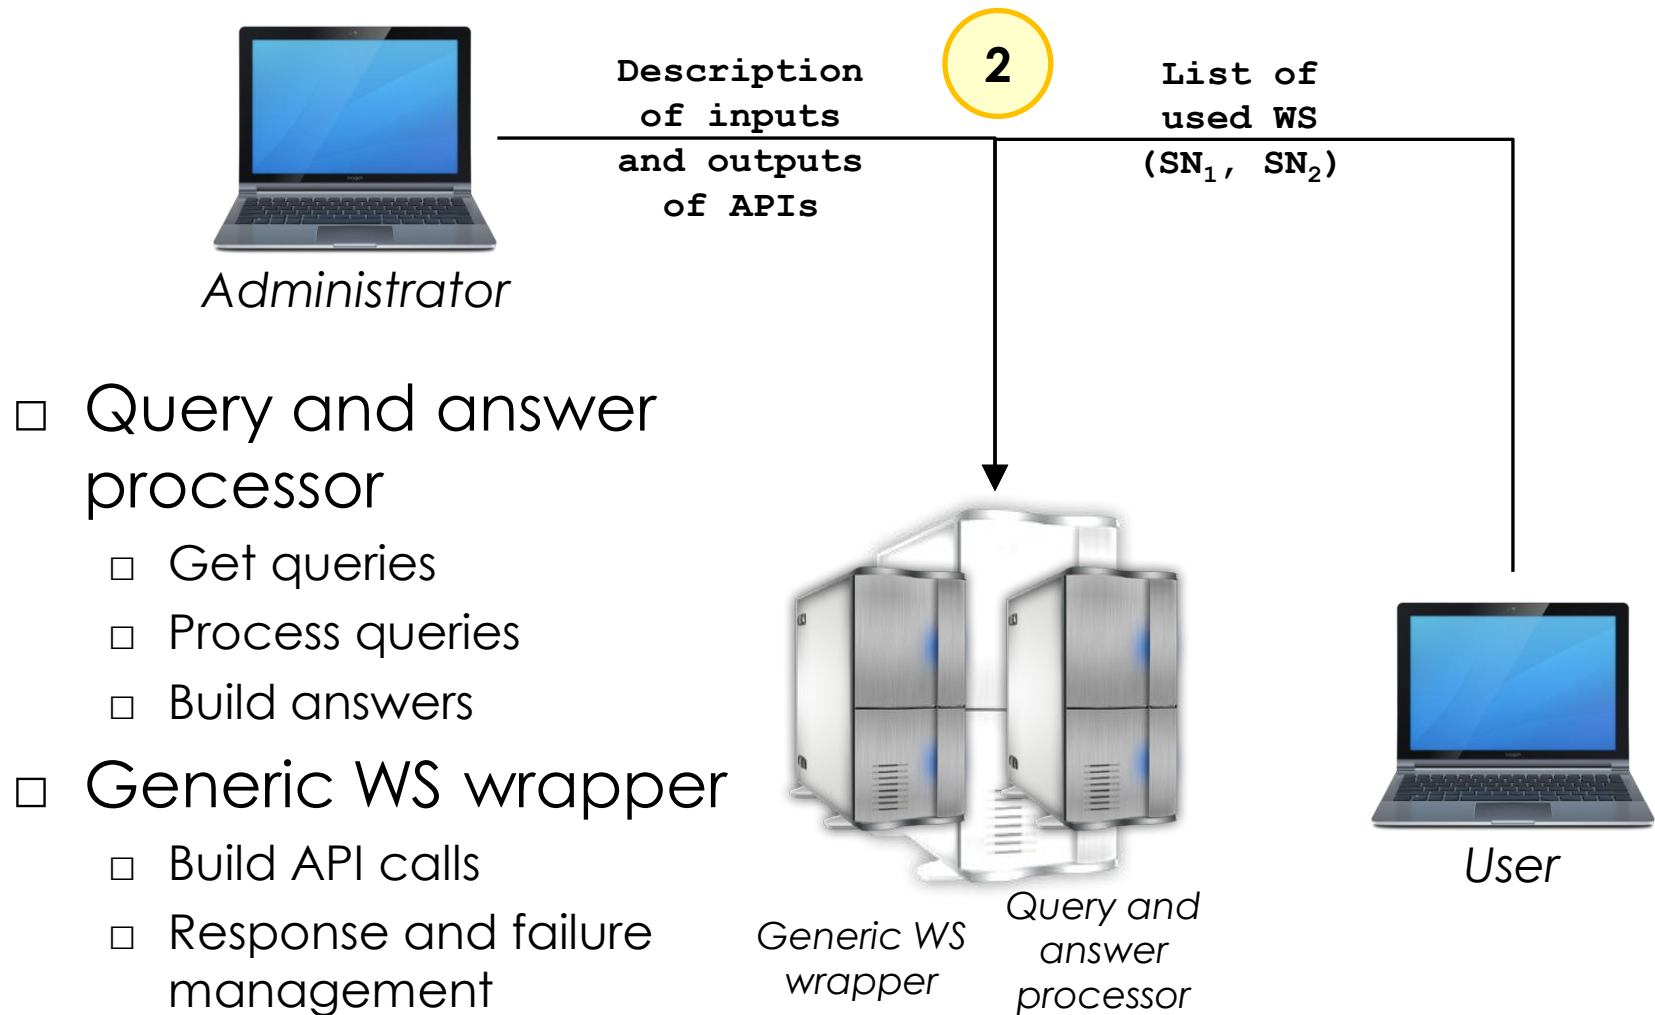 Description
of inputs
and outputs
of APIs
2
List of
used WS
(SN₁, SN₂)
Administrator
□ Query and answer
processor
□ Get queries
□ Process queries
□ Build answers
□ Generic WS wrapper
□ Build API calls
□ Response and failure
management
Generic WS
wrapper
Query and
answer
processor
User